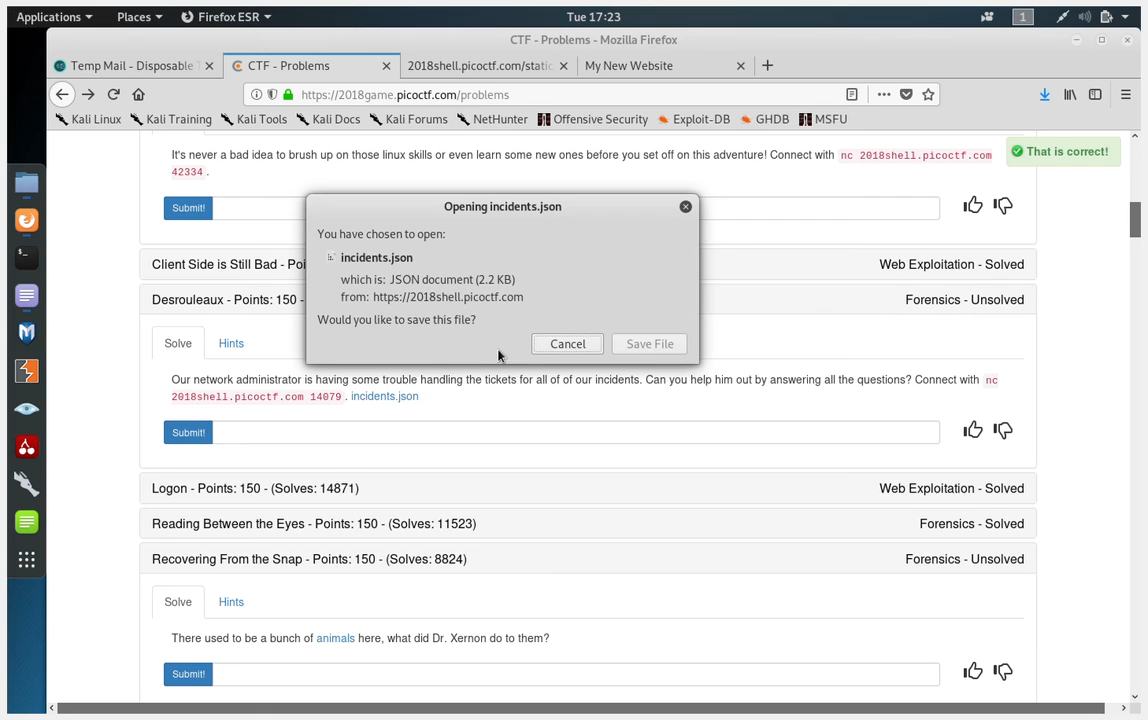 Applications Places Firefox ESR Tue 17:23 1
CTF - Problems - Mozilla Firefox
Temp Mail - Disposable CTF - Problems 2018shell.picoctf.com/static My New Website
https://2018game.picoctf.com/problems
Kali Linux Kali Training Kali Tools Kali Docs Kali Forums NetHunter Offensive Security Exploit-DB GHDB MSFU
That is correct!
It's never a bad idea to brush up on those linux skills or even learn some new ones before you set off on this adventure! Connect with nc 2018shell.picoctf.com
42334 .
Submit!
Opening incidents.json
You have chosen to open:
incidents.json
which is: JSON document (2.2 KB)
from: https://2018shell.picoctf.com
Would you like to save this file?
Cancel Save File
Client Side is Still Bad - Poi Web Exploitation - Solved
Desrouleaux - Points: 150 - Forensics - Unsolved
Solve Hints
Our network administrator is having some trouble handling the tickets for all of of our incidents. Can you help him out by answering all the questions? Connect with nc
2018shell.picoctf.com 14079 . incidents.json
Submit!
Logon - Points: 150 - (Solves: 14871) Web Exploitation - Solved
Reading Between the Eyes - Points: 150 - (Solves: 11523) Forensics - Solved
Recovering From the Snap - Points: 150 - (Solves: 8824) Forensics - Unsolved
Solve Hints
There used to be a bunch of animals here, what did Dr. Xernon do to them?
Submit!